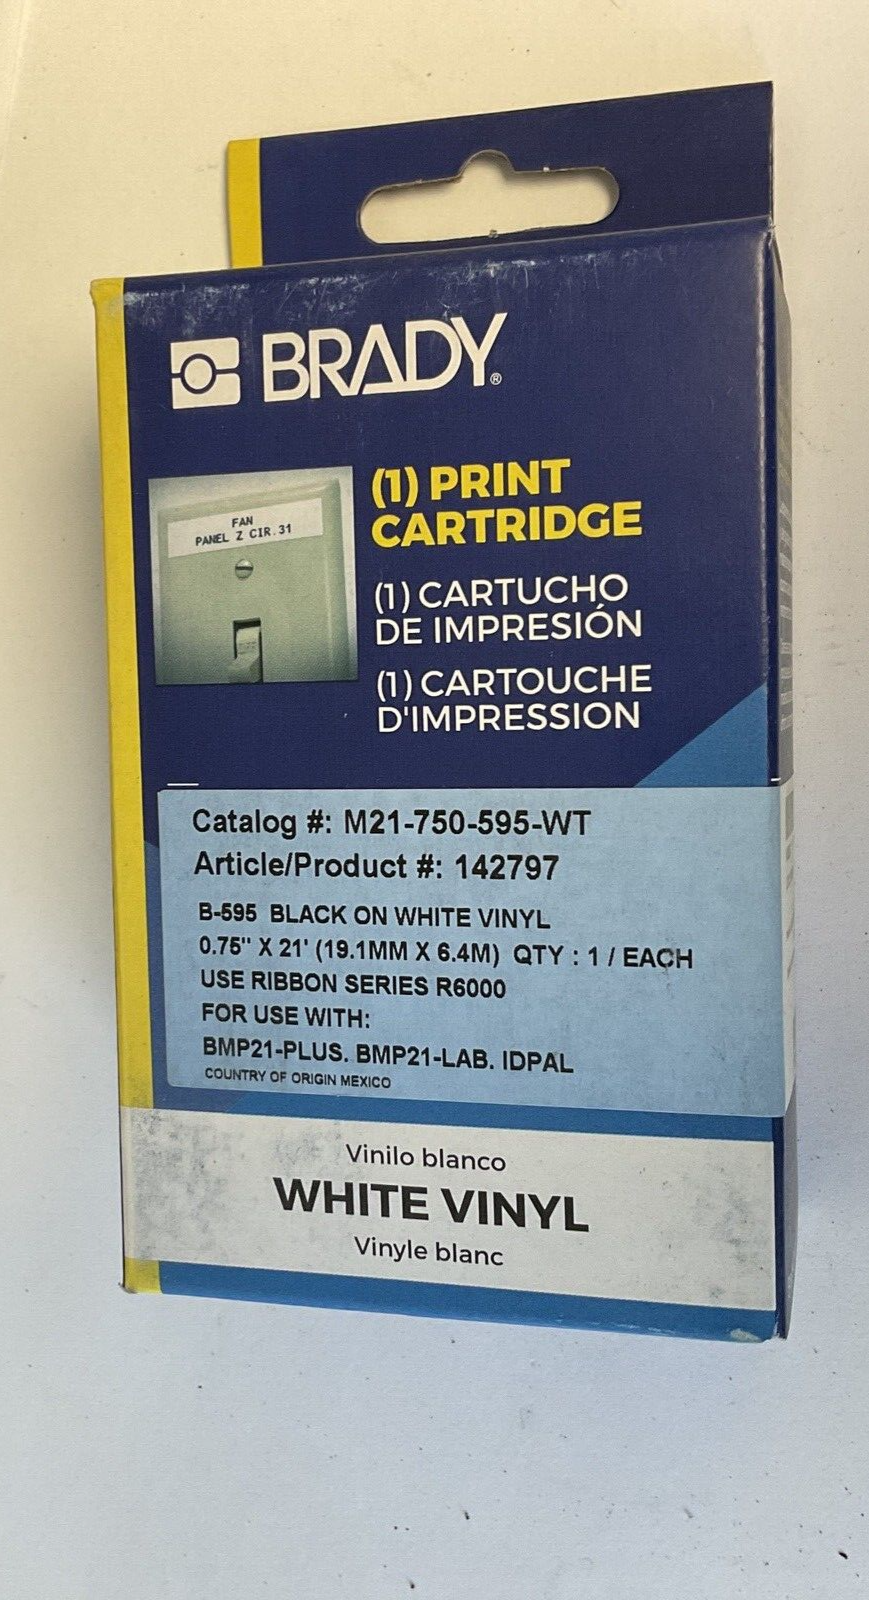 BRADY®
FAN
PANEL Z CIR.31
(1) PRINT
CARTRIDGE
(1) CARTUCHO
DE IMPRESIÓN
(1) CARTOUCHE
D'IMPRESSION
Catalog #: M21-750-595-WT
Article/Product #: 142797
B-595 BLACK ON WHITE VINYL
0.75" X 21' (19.1MM X 6.4M) QTY : 1 / EACH
USE RIBBON SERIES R6000
FOR USE WITH:
BMP21-PLUS. BMP21-LAB. IDPAL
COUNTRY OF ORIGIN MEXICO
Vinilo blanco
WHITE VINYL
Vinyle blanc